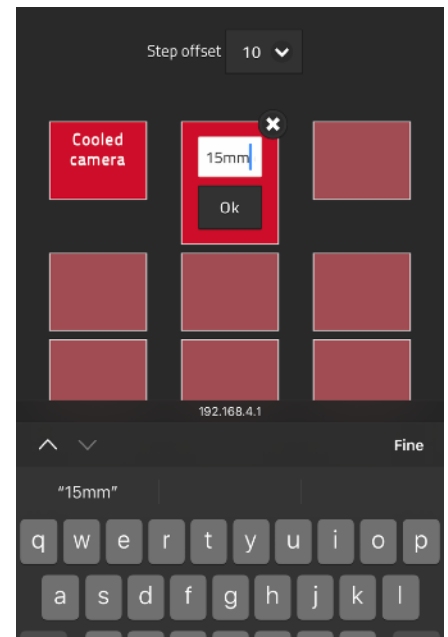 Step offset 10
Cooled
camera
15mm
Ok
192.168.4.1
Fine
"15mm"
q w e r t y u i o p
a s d f g h j k l